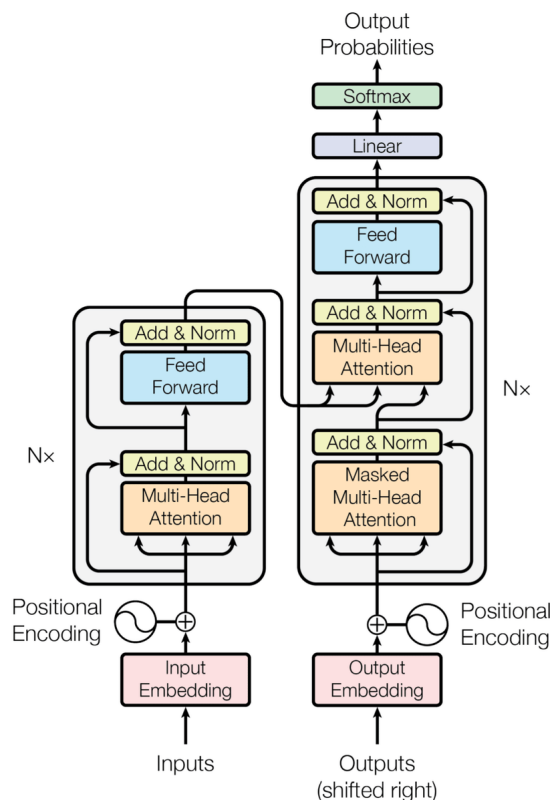 Output
Probabilities
Softmax
Linear
Add & Norm
Feed
Forward
Add & Norm
Multi-Head
Attention
Add & Norm
Masked
Multi-Head
Attention
N×
Add & Norm
Feed
Forward
Add & Norm
Multi-Head
Attention
N×
Positional
Encoding
Positional
Encoding
Input
Embedding
Output
Embedding
Inputs
Outputs
(shifted right)